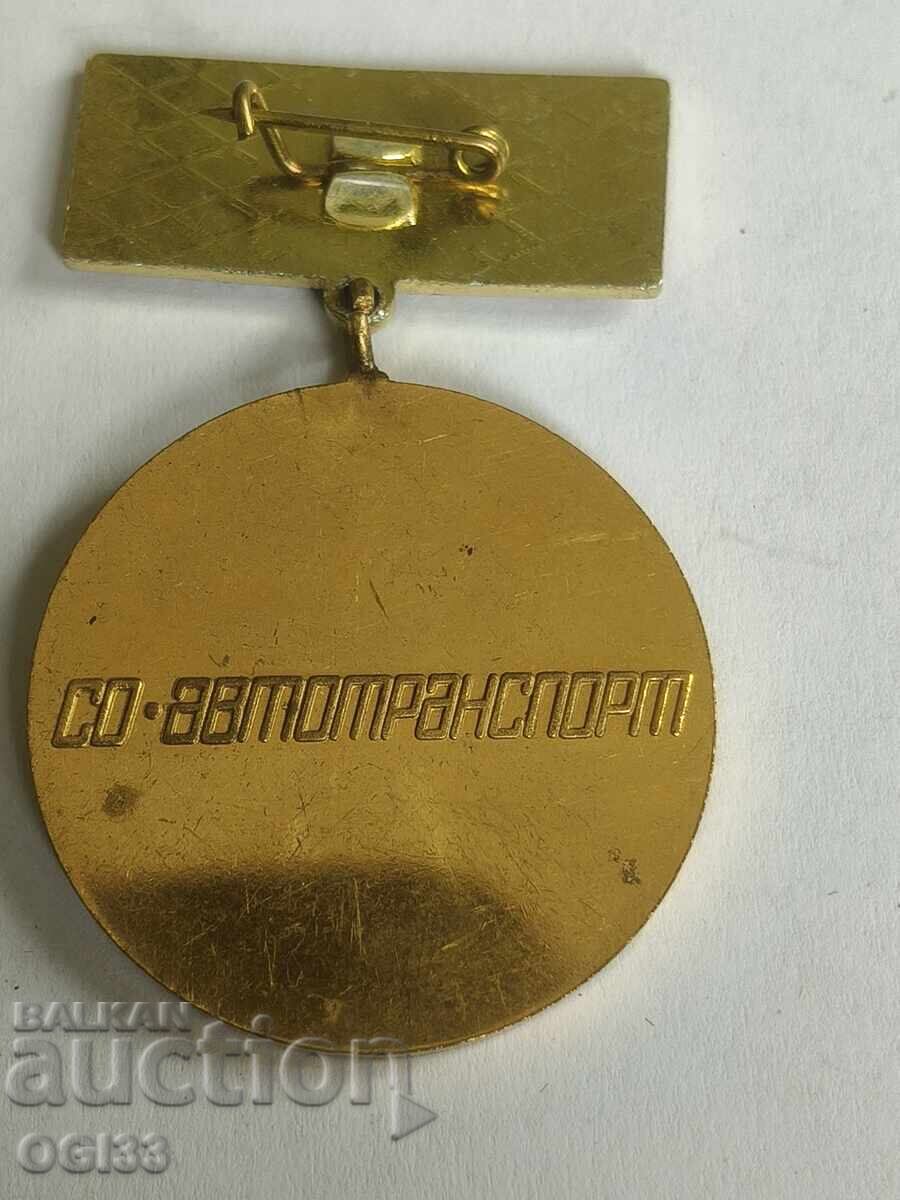 со•автотранспорт
BALKAN
auction
OGI33